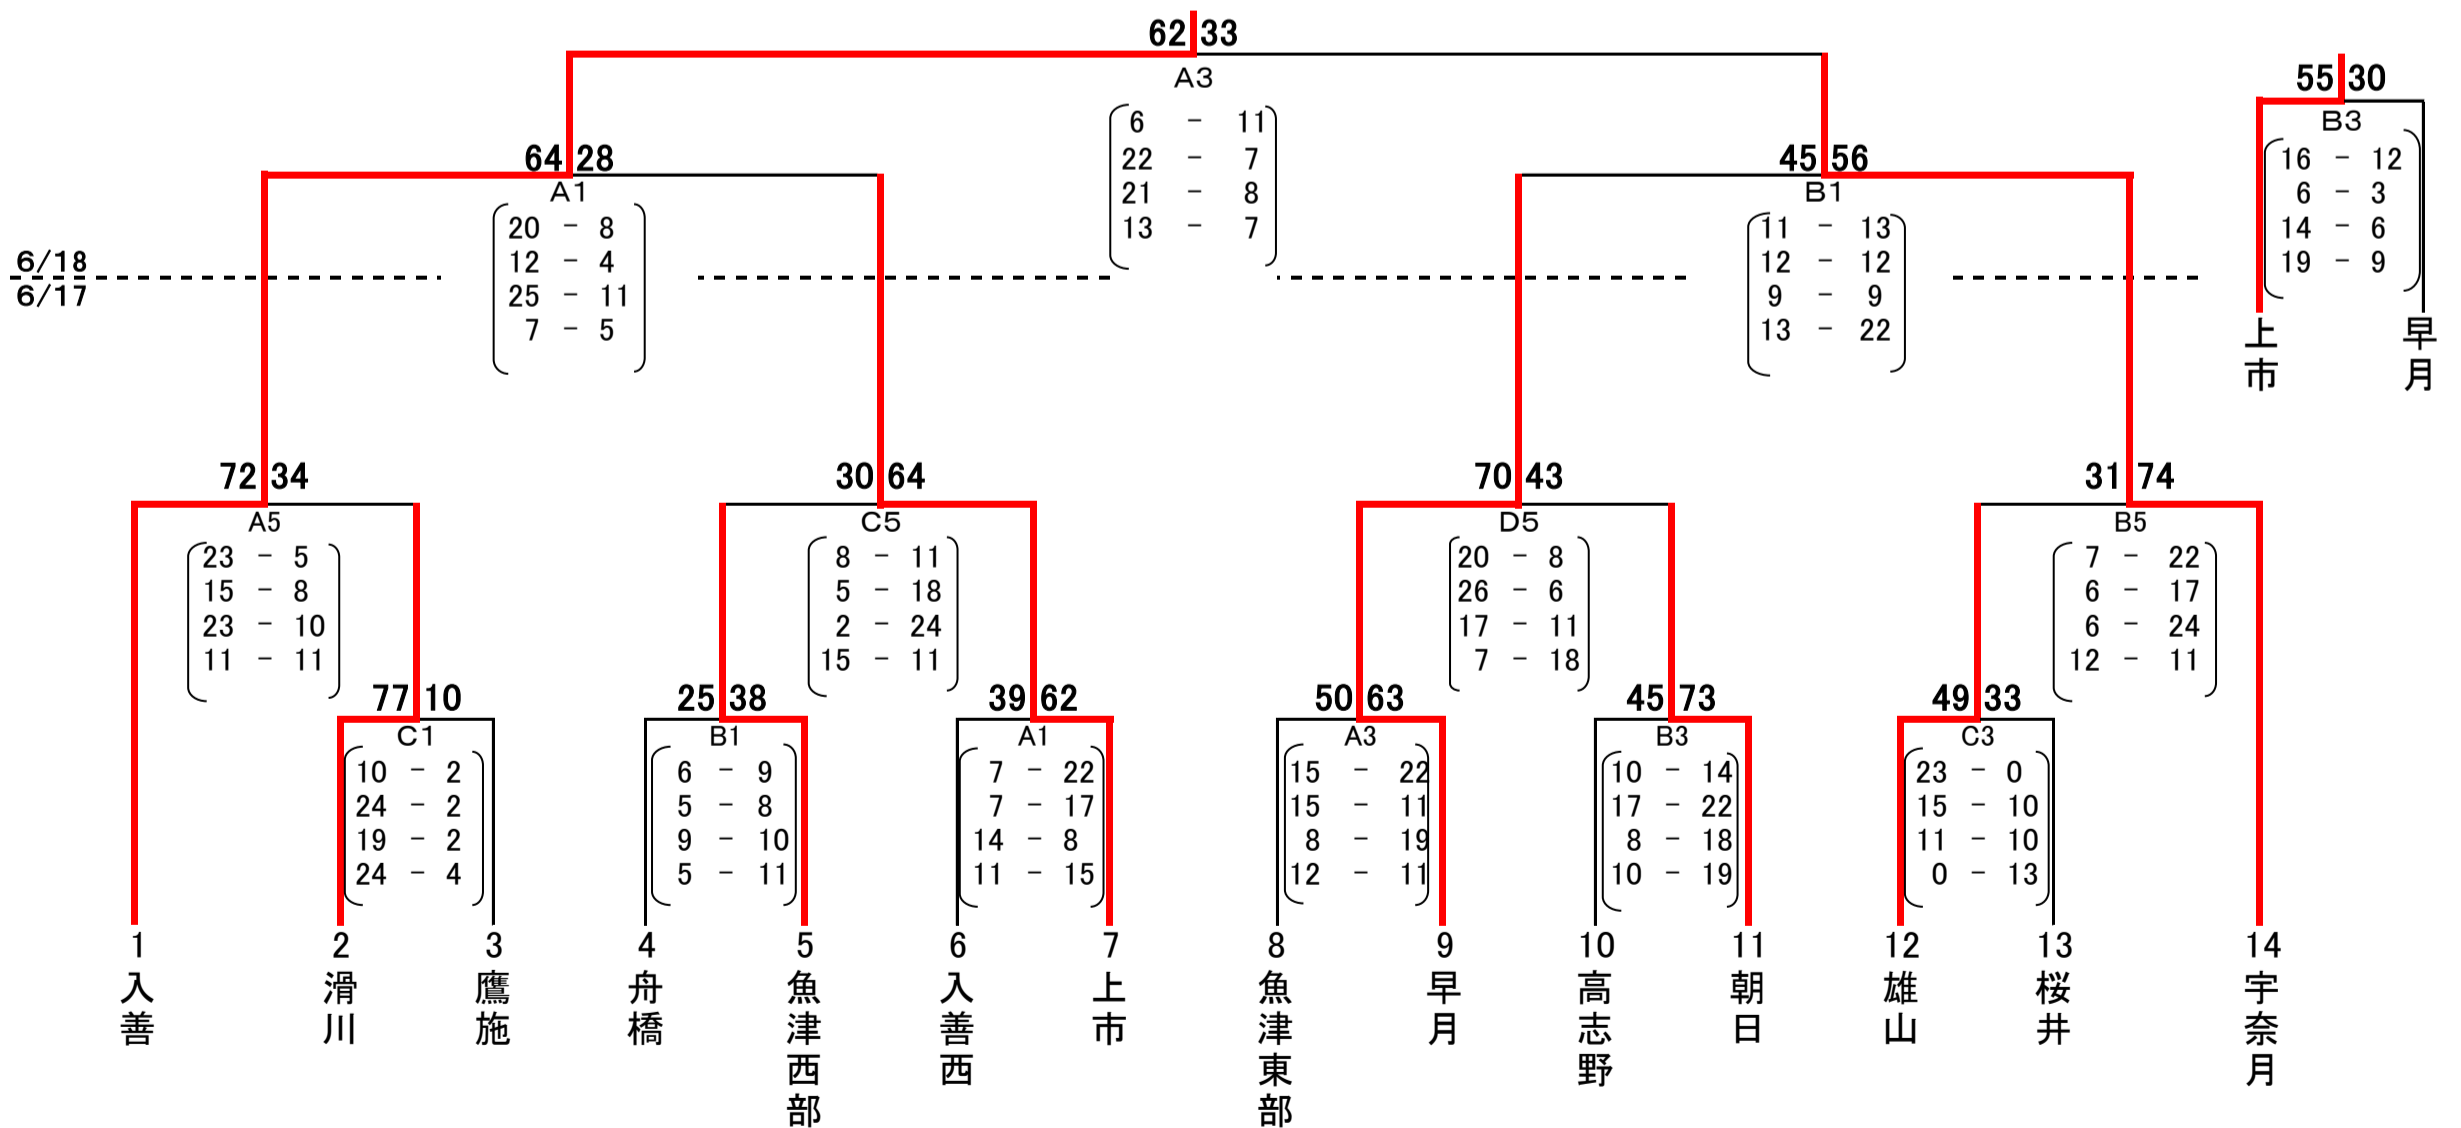 62 33
A3
6 - 11
22 - 7
21 - 8
13 - 7
55 30
B3
16 - 12
6 - 3
14 - 6
19 - 9
上市
早月
64 28
A1
20 - 8
12 - 4
25 - 11
7 - 5
45 56
B1
11 - 13
12 - 12
9 - 9
13 - 22
6/18
6/17
72 34
A5
23 - 5
15 - 8
23 - 10
11 - 11
30 64
C5
8 - 11
5 - 18
2 - 24
15 - 11
70 43
D5
20 - 8
26 - 6
17 - 11
7 - 18
31 74
B5
7 - 22
6 - 17
6 - 24
12 - 11
77 10
C1
10 - 2
24 - 2
19 - 2
24 - 4
25 38
B1
6 - 9
5 - 8
9 - 10
5 - 11
39 62
A1
7 - 22
7 - 17
14 - 8
11 - 15
50 63
A3
15 - 22
15 - 11
8 - 19
12 - 11
45 73
B3
10 - 14
17 - 22
8 - 18
10 - 19
49 33
C3
23 - 0
15 - 10
11 - 10
0 - 13
1
入善
2
滑川
3
鷹施
4
舟橋
5
魚津西部
6
入善西
7
上市
8
魚津東部
9
早月
10
高志野
11
朝日
12
雄山
13
桜井
14
宇奈月